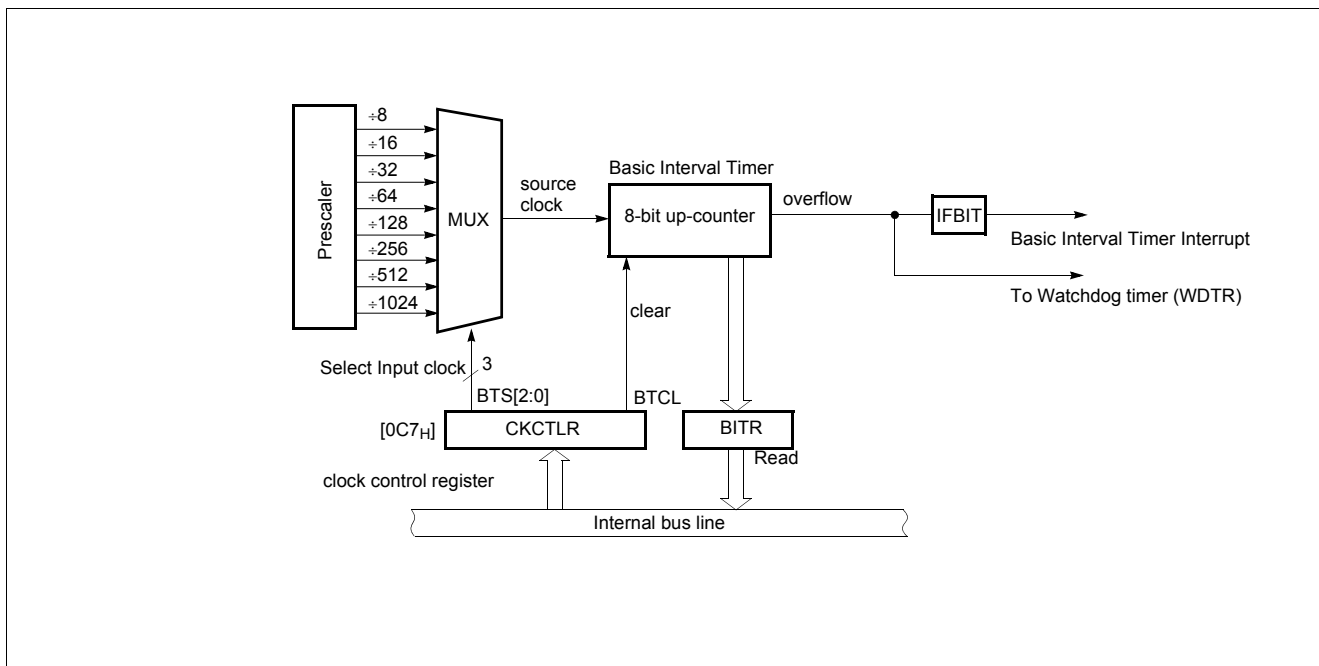 Prescaler
÷8
÷16
÷32
÷64
÷128
÷256
÷512
÷1024
MUX
source
clock
Basic Interval Timer
8-bit up-counter
overflow
IFBIT
Basic Interval Timer Interrupt
To Watchdog timer (WDTR)
clear
Select Input clock
3
BTS[2:0]
BTCL
[0C7H]
CKCTLR
BITR
Read
clock control register
Internal bus line